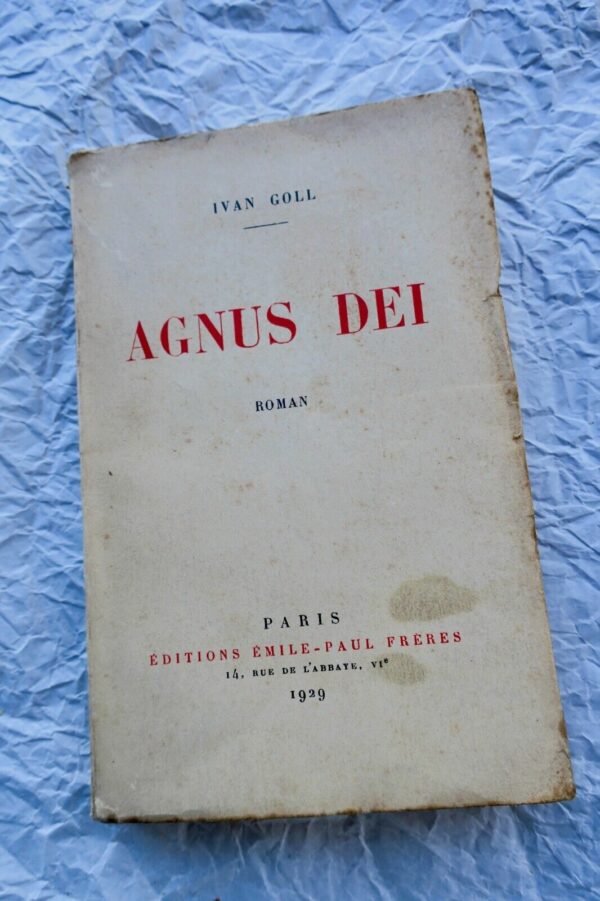 IVAN GOLL
AGNUS DEI
ROMAN
PARIS
ÉDITIONS ÉMILE-PAUL FRÈRES
14, RUE DE L'ABBAYE, VIᵉ
1929